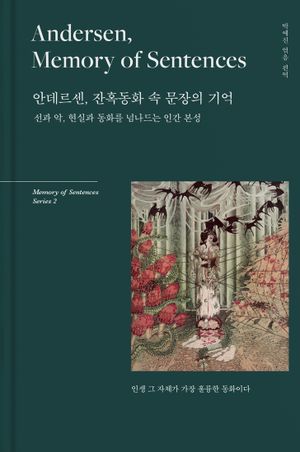 Andersen,
Memory of Sentences
안데르센, 잔혹동화 속 문장의 기억
선과 악, 현실과 동화를 넘나드는 인간 본성
박예진 엮음 편역
Memory of Sentences
Series 2
인생 그 자체가 가장 훌륭한 동화이다